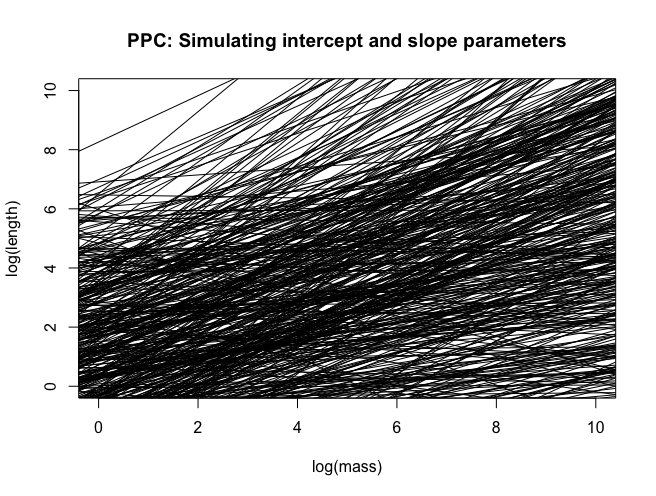 PPC: Simulating intercept and slope parameters
10
8
6
4
2
0
log(length)
0 2 4 6 8 10
log(mass)